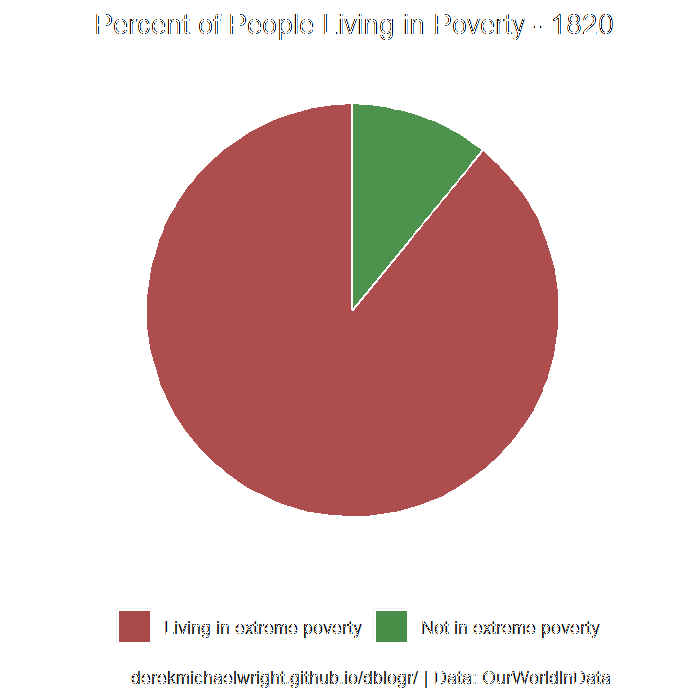 Percent of People Living in Poverty - 1820
Living in extreme poverty
Not in extreme poverty
derekmichaelwright.github.io/dblogr/ | Data: OurWorldInData